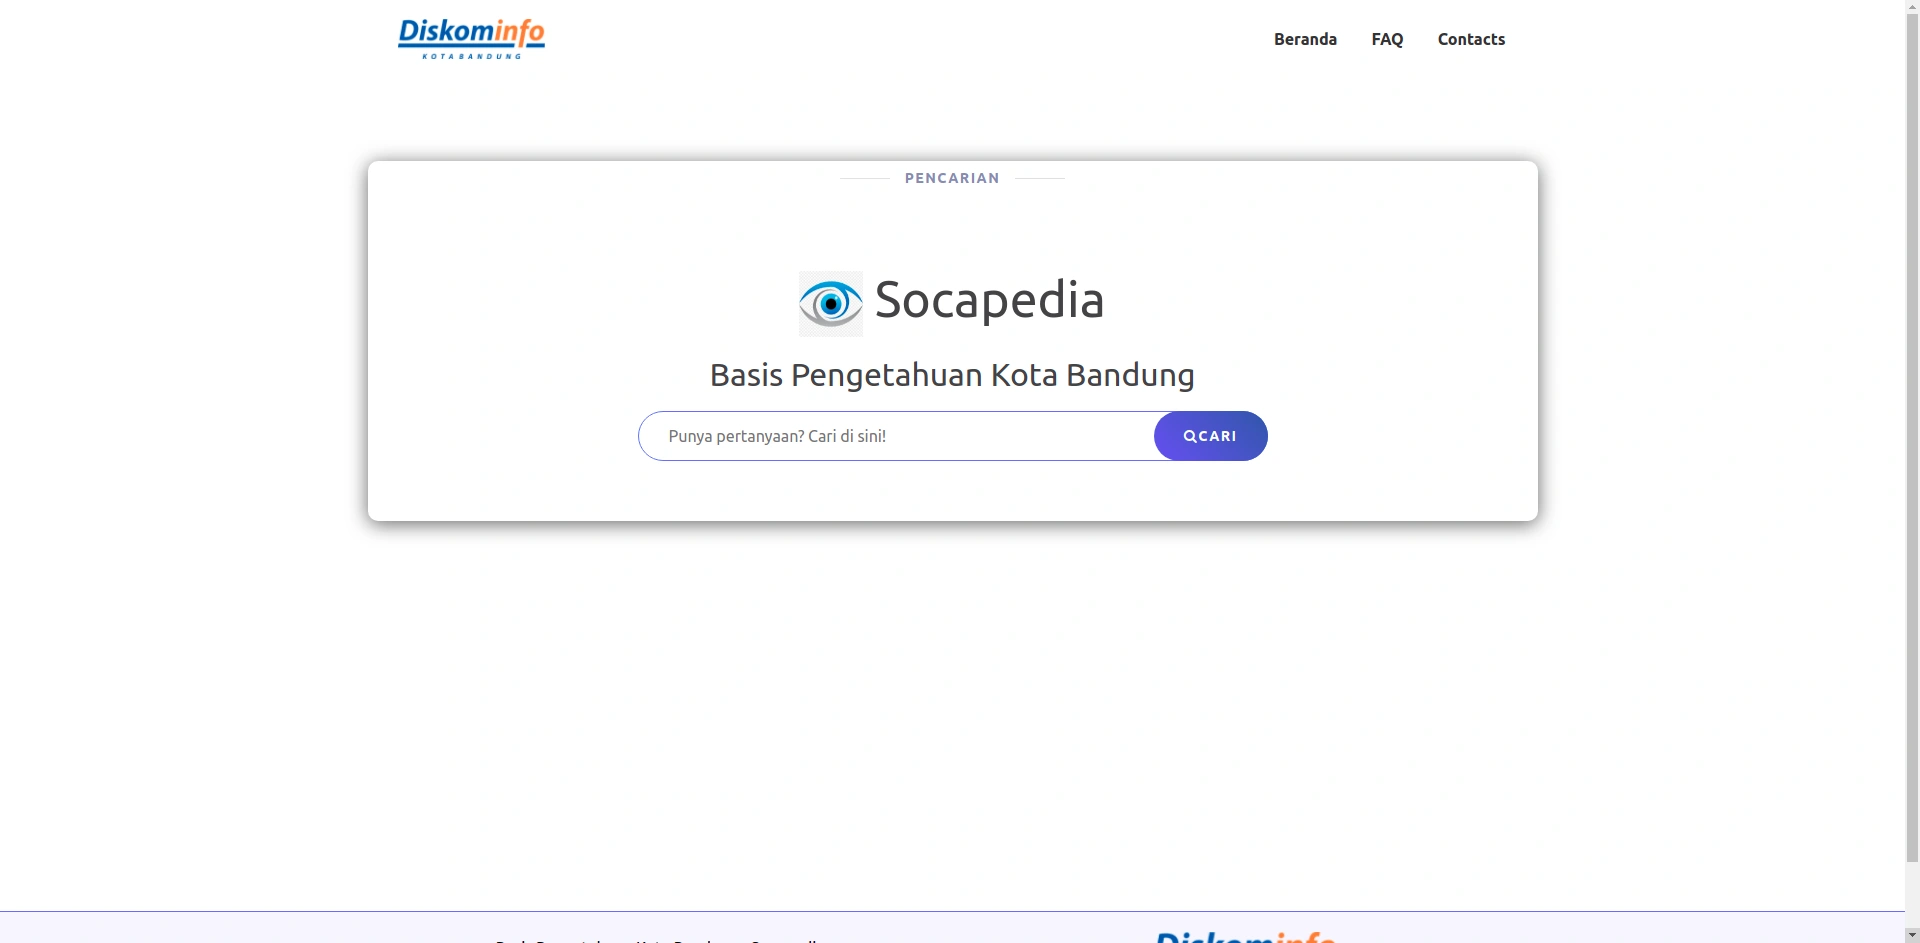 Diskominfo
KOTA BANDUNG
Beranda
FAQ
Contacts
PENCARIAN
Socapedia
Basis Pengetahuan Kota Bandung
Punya pertanyaan? Cari di sini!
CARI
Diskominfo